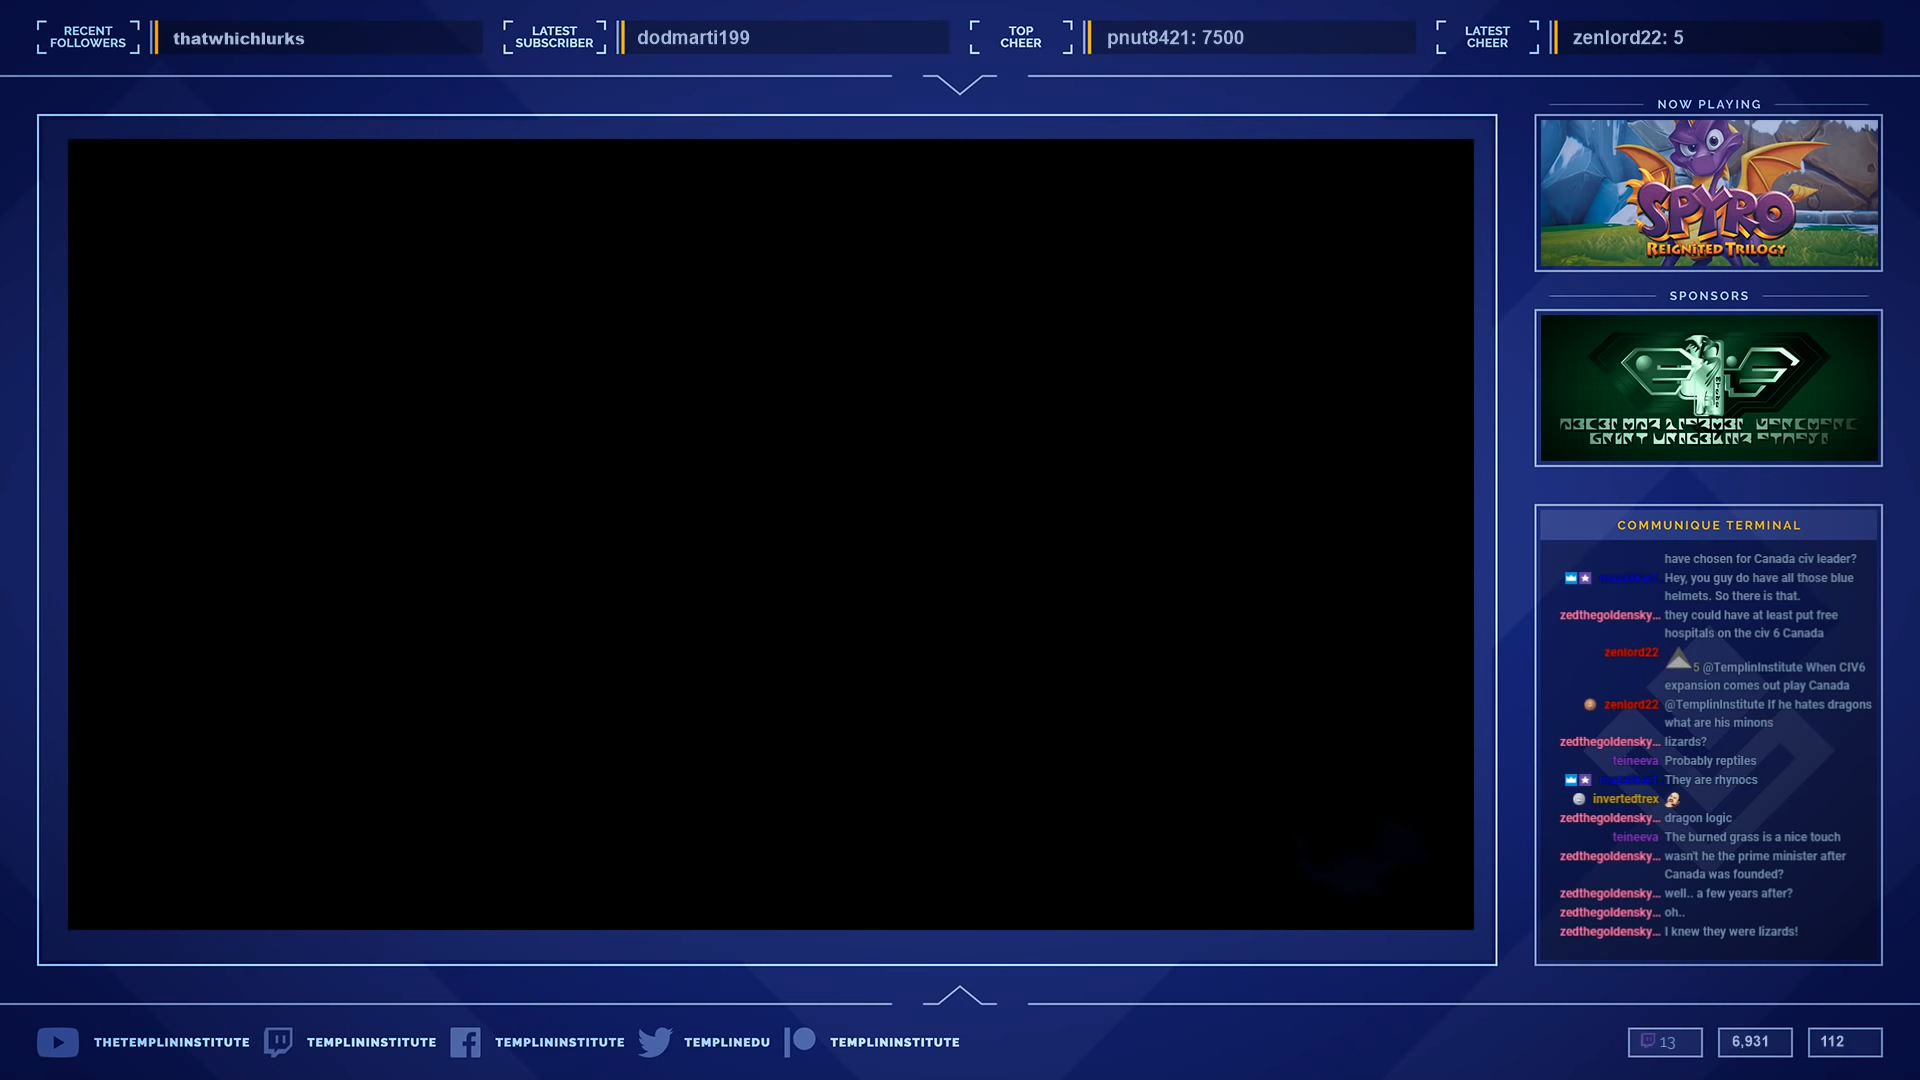 RECENT
FOLLOWERS
thatwhichlurks
LATEST
SUBSCRIBER
dodmarti199
TOP
CHEER
pnut8421: 7500
LATEST
CHEER
zenlord22: 5
NOW PLAYING
SPYRO
REIGNITED TRILOGY
SPONSORS
COMMUNIQUE TERMINAL
have chosen for Canada civ leader?
Hey, you guy do have all those blue
helmets. So there is that.
zedthegoldensky... they could have at least put free
hospitals on the civ 6 Canada
zenlord22
5 @TemplinInstitute When CIV6
expansion comes out play Canada
zenlord22 @TemplinInstitute If he hates dragons
what are his minons
zedthegoldensky... lizards?
teineeva Probably reptiles
They are rhynocs
invertedtrex
zedthegoldensky... dragon logic
teineeva The burned grass is a nice touch
zedthegoldensky... wasn't he the prime minister after
Canada was founded?
zedthegoldensky... well.. a few years after?
zedthegoldensky... oh..
zedthegoldensky... I knew they were lizards!
THETEMPLININSTITUTE
TEMPLININSTITUTE
TEMPLININSTITUTE
TEMPLINEDU
TEMPLININSTITUTE
13
6,931
112